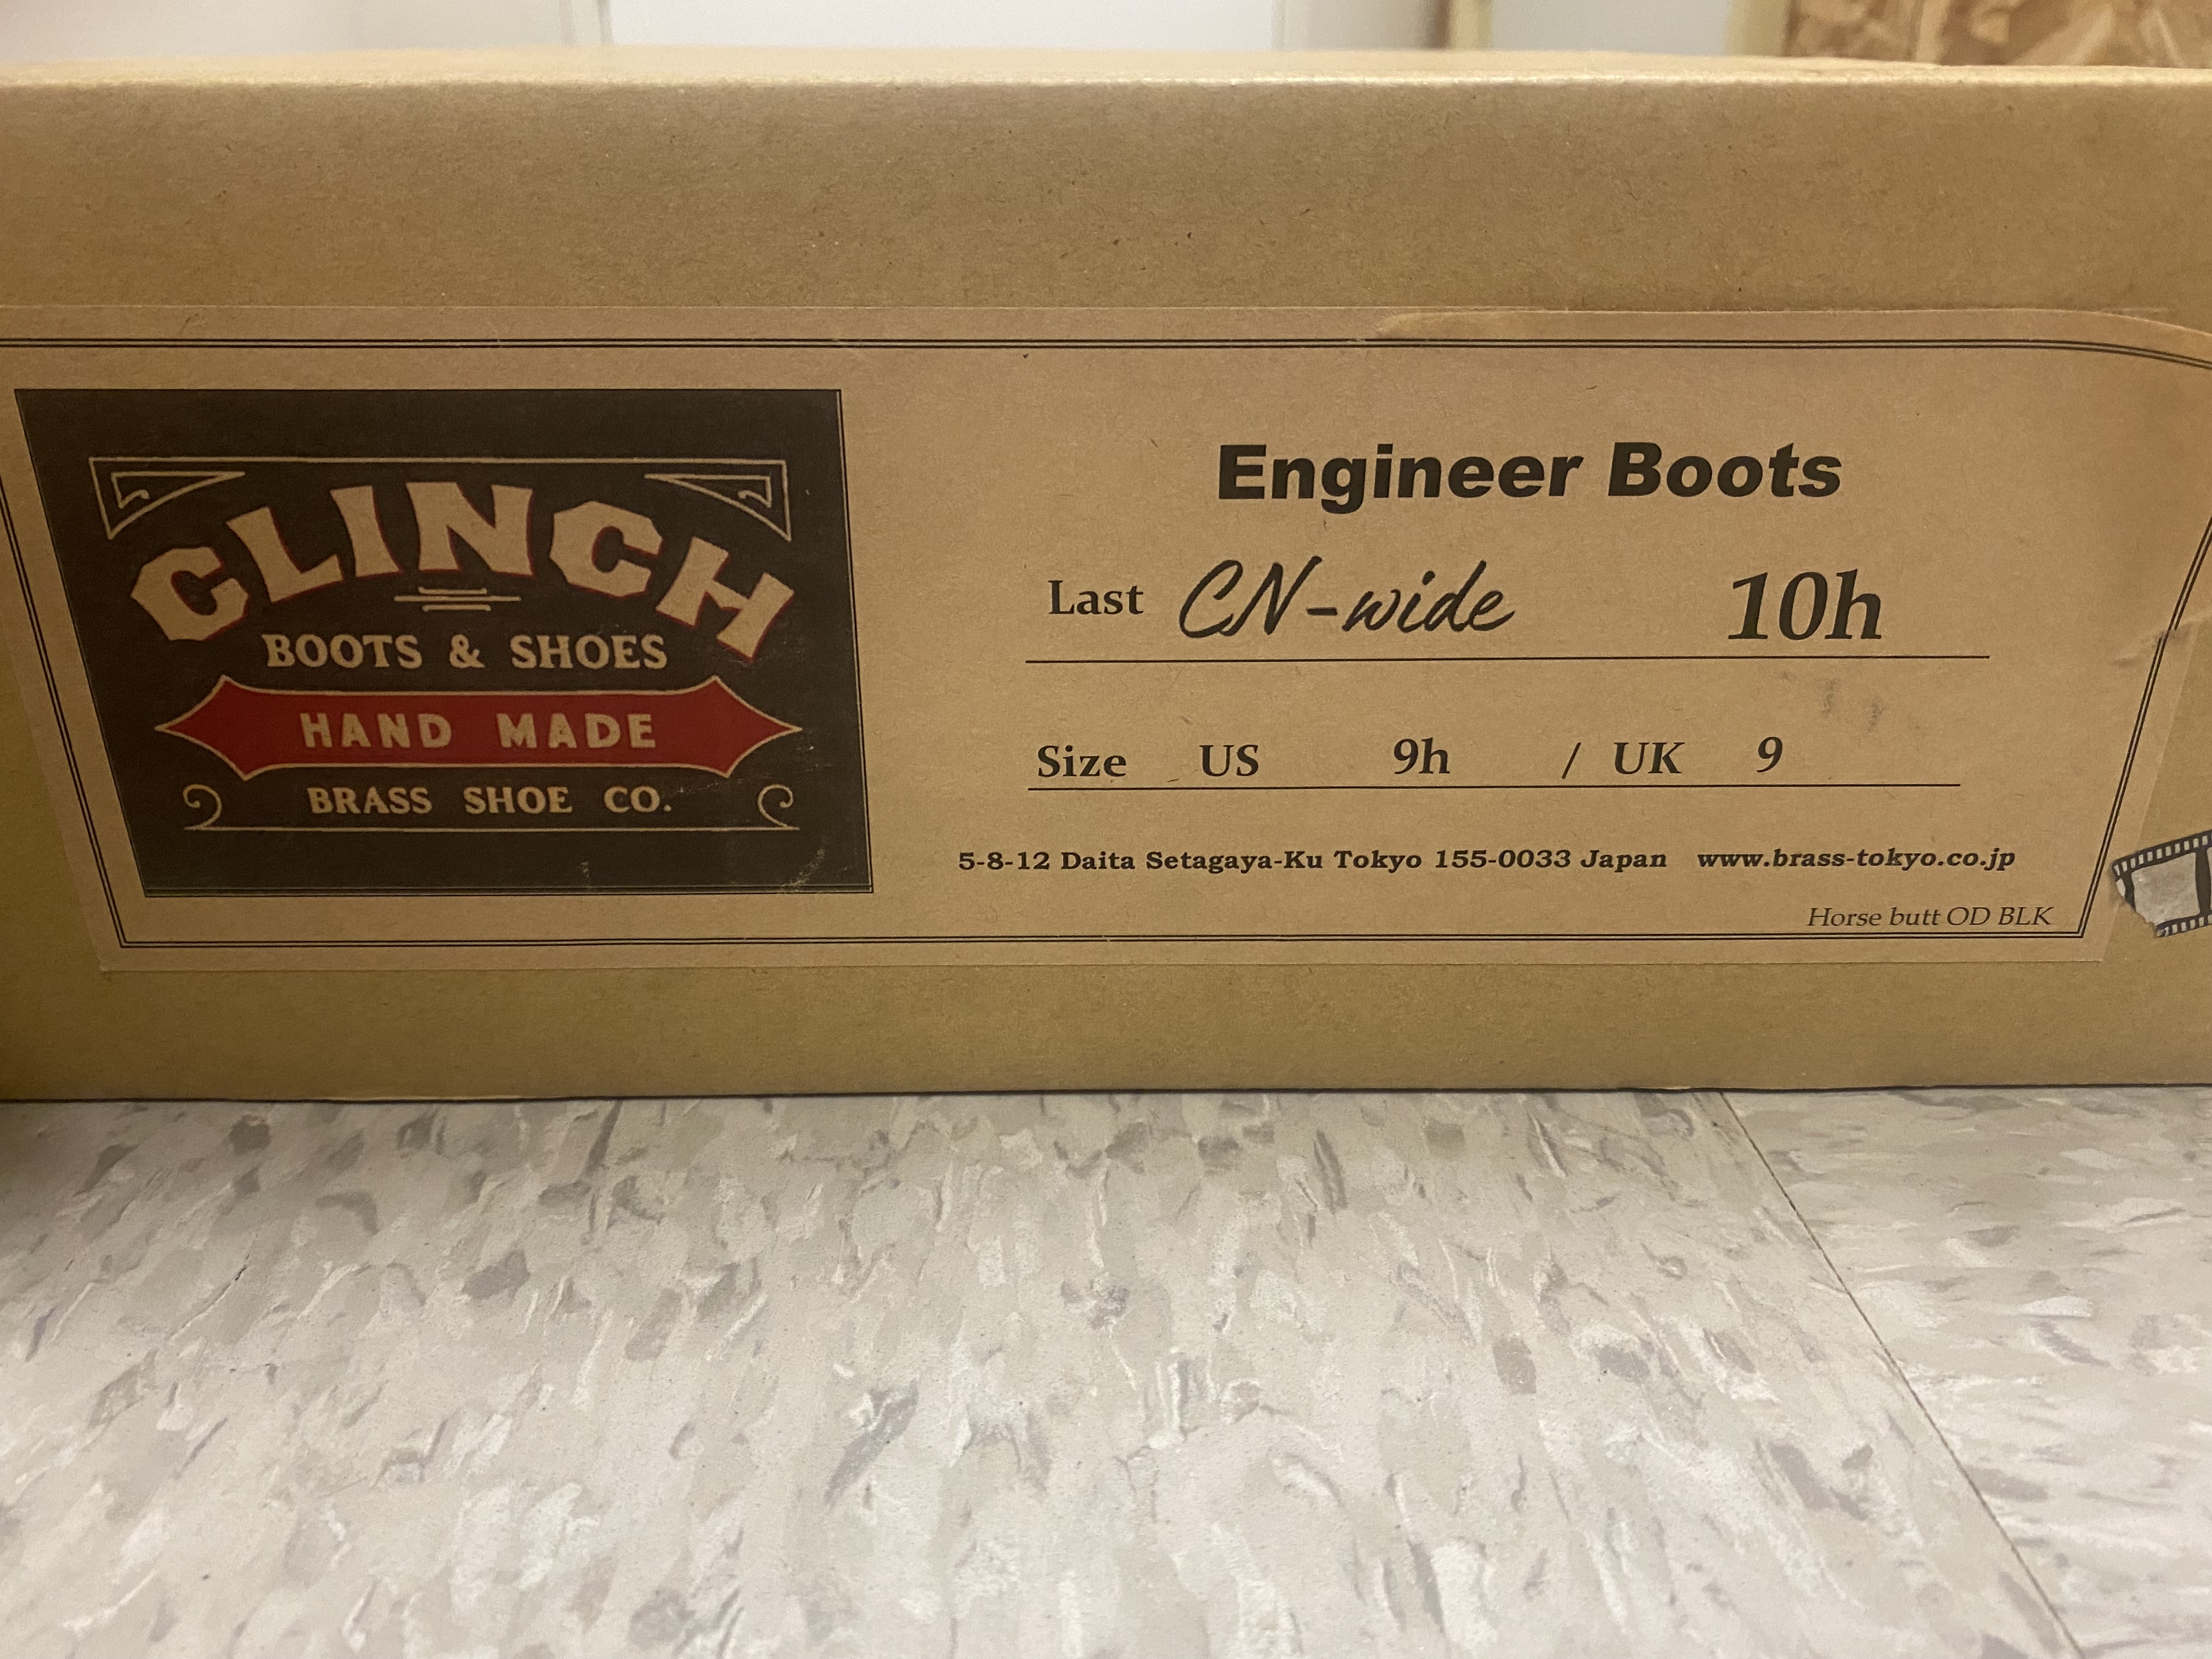 CLINCH
BOOTS & SHOES
HAND MADE
BRASS SHOE CO.
Engineer Boots
Last CN-wide 10h
Size US 9h / UK 9
5-8-12 Daita Setagaya-Ku Tokyo 155-0033 Japan www.brass-tokyo.co.jp
Horse butt OD BLK